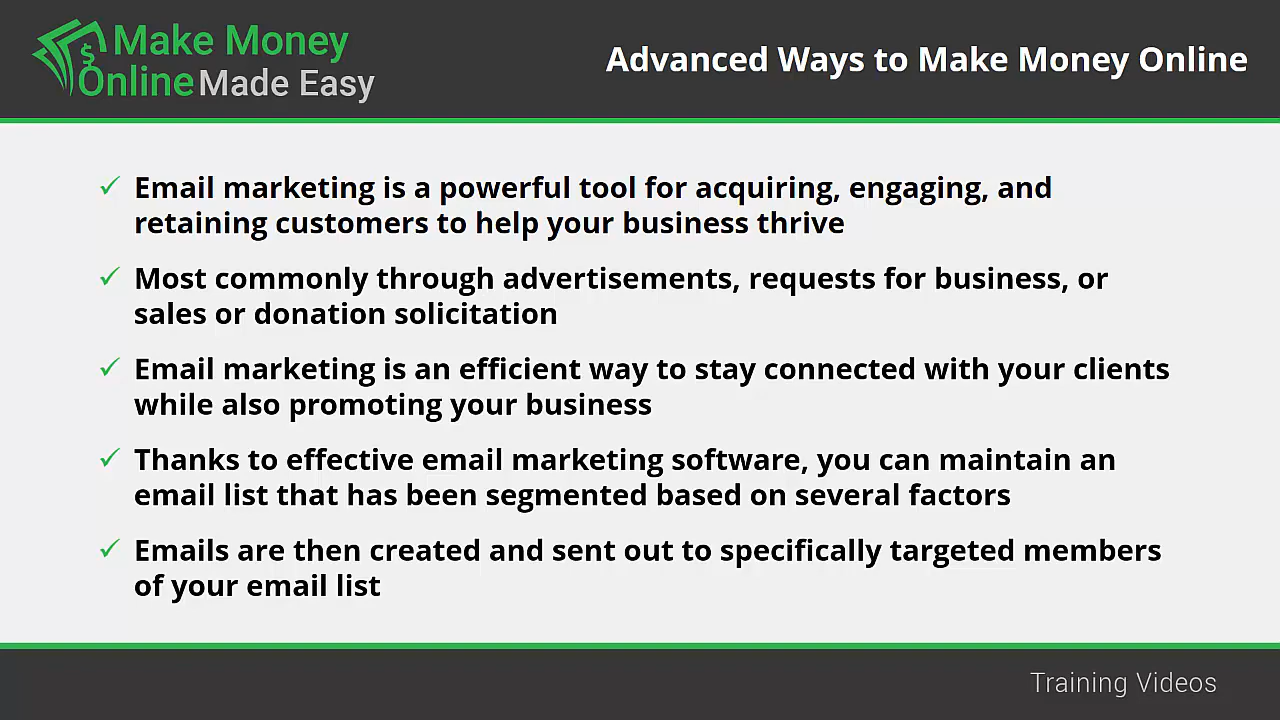 Make Money
Online Made Easy
Advanced Ways to Make Money Online
✓ Email marketing is a powerful tool for acquiring, engaging, and
retaining customers to help your business thrive
✓ Most commonly through advertisements, requests for business, or
sales or donation solicitation
✓ Email marketing is an efficient way to stay connected with your clients
while also promoting your business
✓ Thanks to effective email marketing software, you can maintain an
email list that has been segmented based on several factors
✓ Emails are then created and sent out to specifically targeted members
of your email list
Training Videos